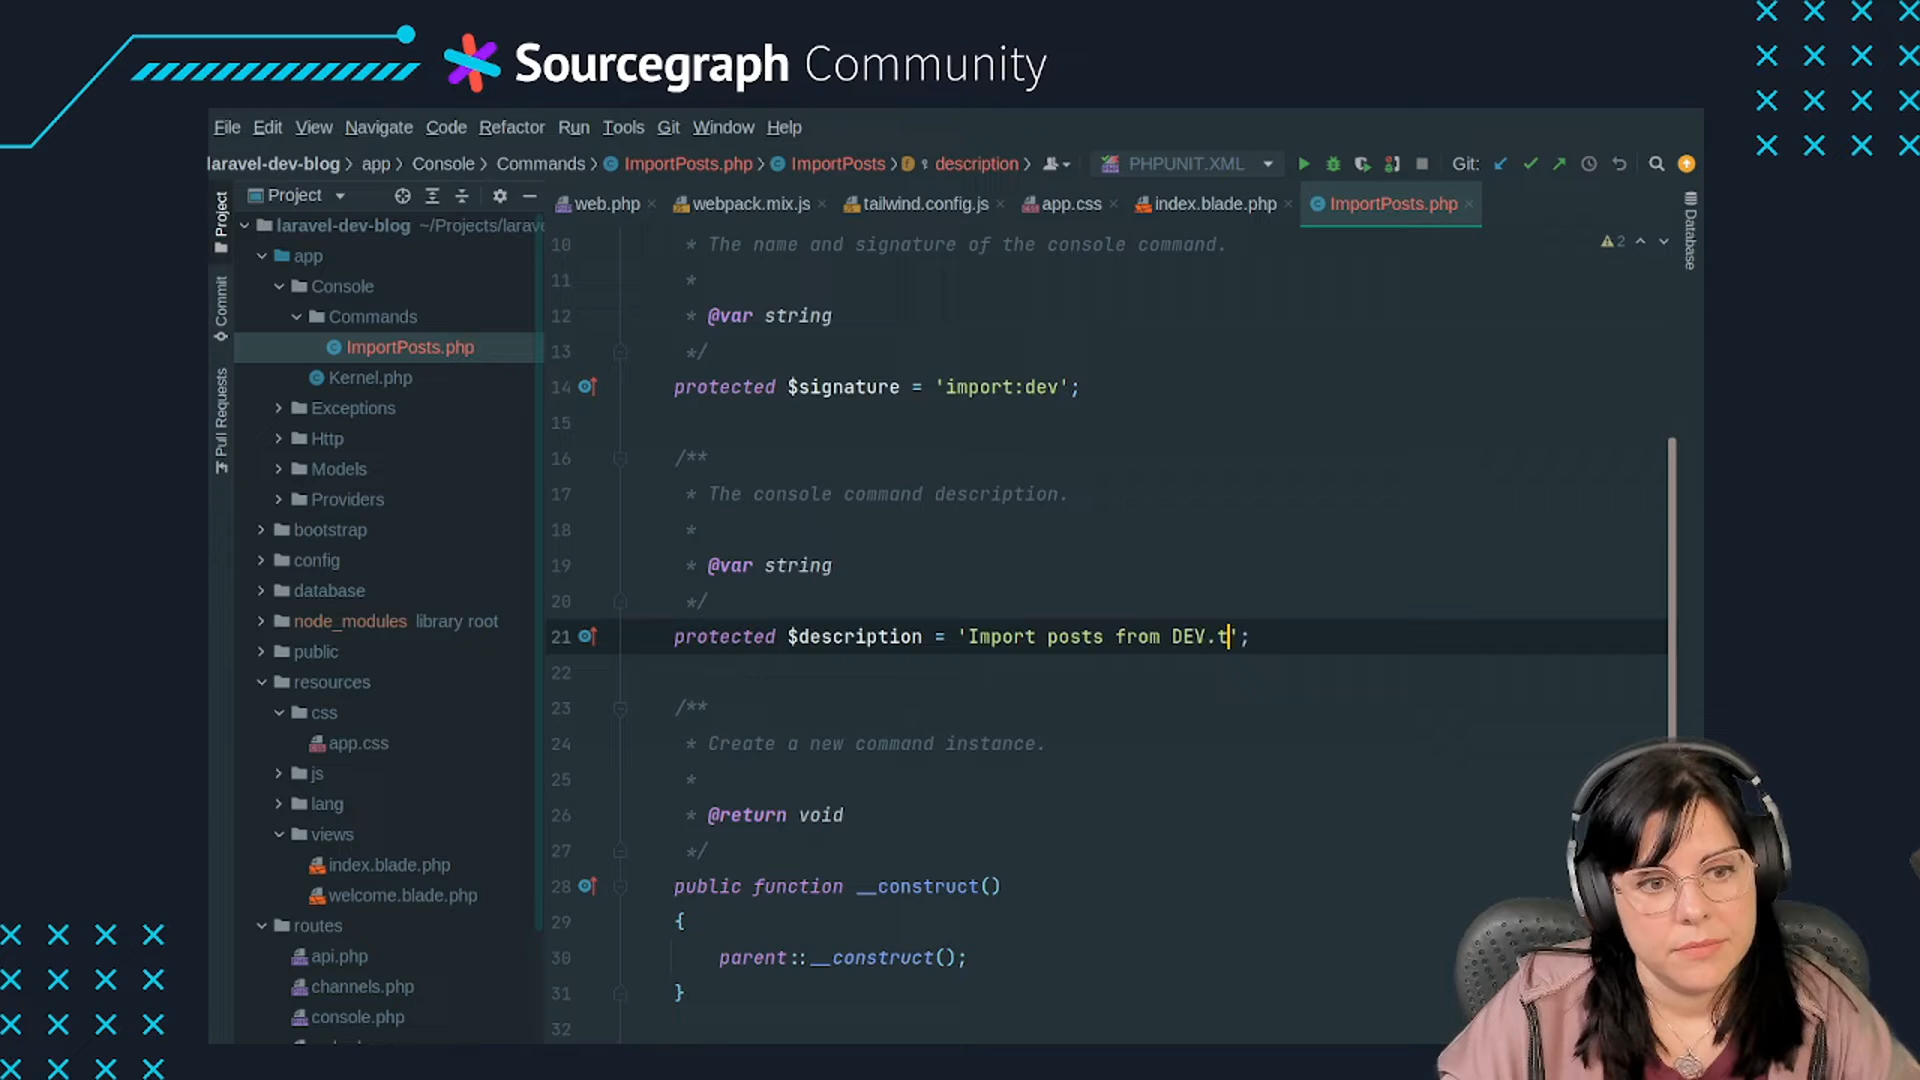 Sourcegraph Community
File Edit View Navigate Code Refactor Run Tools Git Window Help
laravel-dev-blog > app > Console > Commands > ImportPosts.php > ImportPosts > description > PHPUNIT.XML Git:
Project
web.php webpack.mix.js tailwind.config.js app.css index.blade.php ImportPosts.php
Project
Commit
Pull Requests
Database
2
laravel-dev-blog ~/Projects/larave
app
Console
Commands
ImportPosts.php
Kernel.php
Exceptions
Http
Models
Providers
bootstrap
config
database
node_modules library root
public
resources
css
app.css
js
lang
views
index.blade.php
welcome.blade.php
routes
api.php
channels.php
console.php
10 * The name and signature of the console command.
11 *
12 * @var string
13 */
14 protected $signature = 'import:dev';
15
16 /**
17 * The console command description.
18 *
19 * @var string
20 */
21 protected $description = 'Import posts from DEV.t';
22
23 /**
24 * Create a new command instance.
25 *
26 * @return void
27 */
28 public function __construct()
29 {
30 parent::__construct();
31 }
32